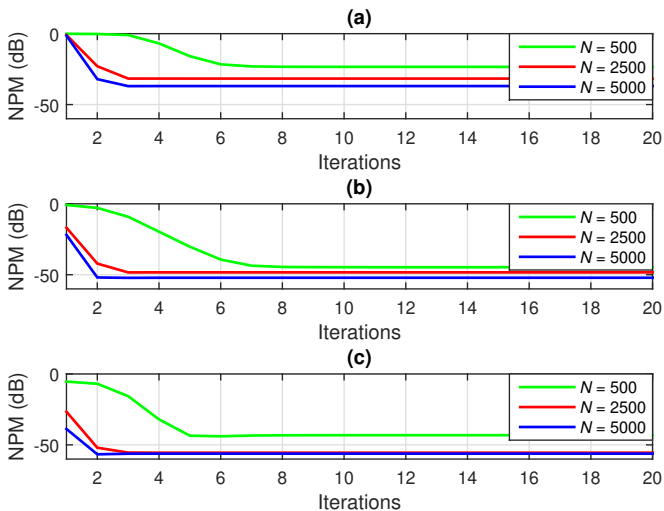 (a)
NPM (dB)
0
-50
2 4 6 8 10 12 14 16 18 20
Iterations
N = 500
N = 2500
N = 5000
(b)
NPM (dB)
0
-50
2 4 6 8 10 12 14 16 18 20
Iterations
N = 500
N = 2500
N = 5000
(c)
NPM (dB)
0
-50
2 4 6 8 10 12 14 16 18 20
Iterations
N = 500
N = 2500
N = 5000